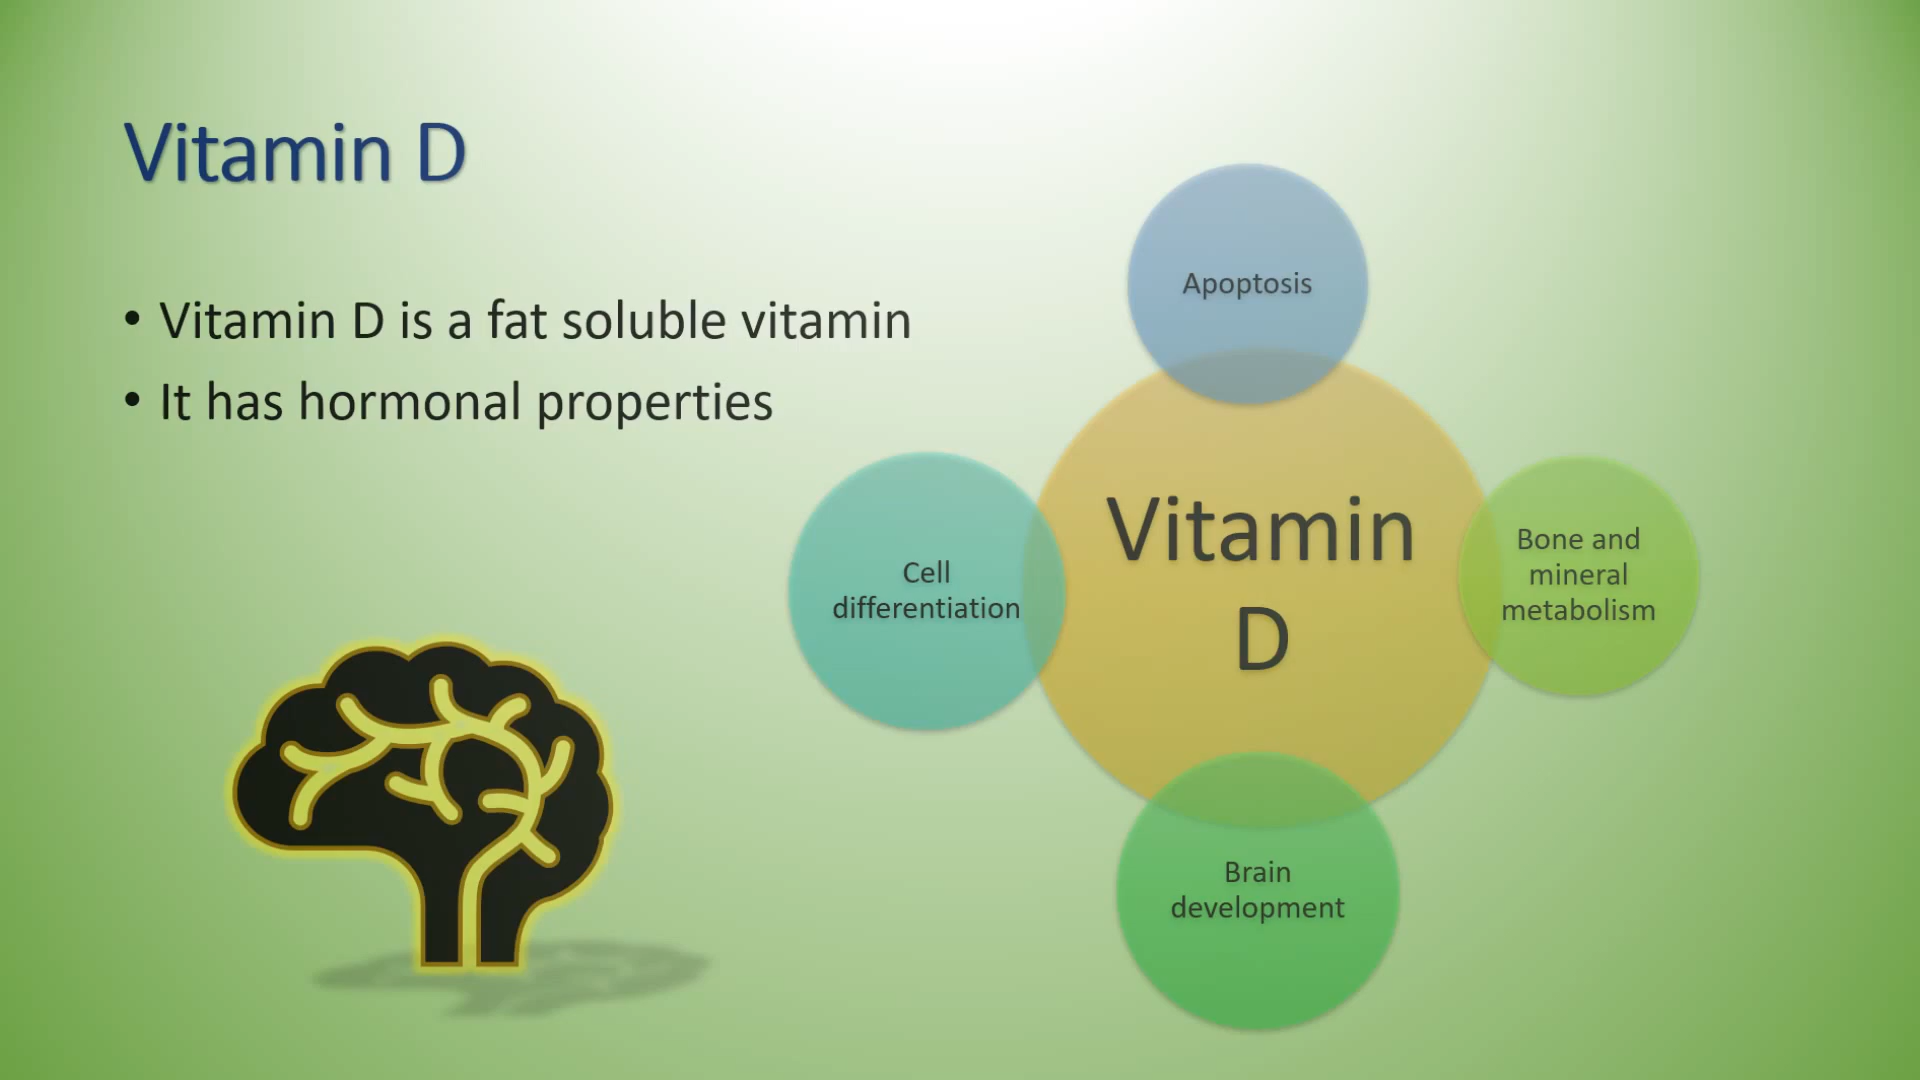 Vitamin D
• Vitamin D is a fat soluble vitamin
• It has hormonal properties
Apoptosis
Cell
differentiation
Vitamin
D
Bone and
mineral
metabolism
Brain
development